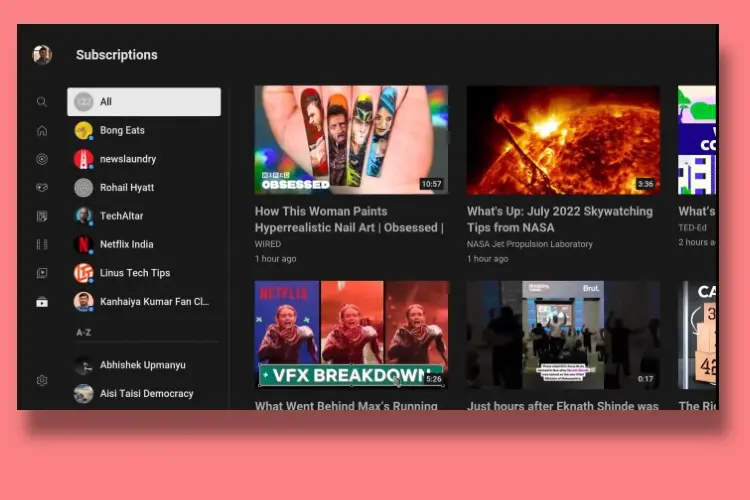 Subscriptions
All
Bong Eats
newslaundry
Rohail Hyatt
TechAltar
Netflix India
Linus Tech Tips
Kanhaiya Kumar Fan Cl...
A-Z
Abhishek Upmanyu
Aisi Taisi Democracy
WIRED
OBSESSED
10:57
How This Woman Paints
Hyperrealistic Nail Art | Obsessed |
WIRED
1 hour ago
3:36
What's Up: July 2022 Skywatching
Tips from NASA
NASA Jet Propulsion Laboratory
1 hour ago
CO
What's
TED-Ed
2 hours a
NETFLIX
VFX BREAKDOWN
5:26
What Went Behind Max's Running
Brut.
0:17
Just hours after Eknath Shinde was
CA
3
The Ri